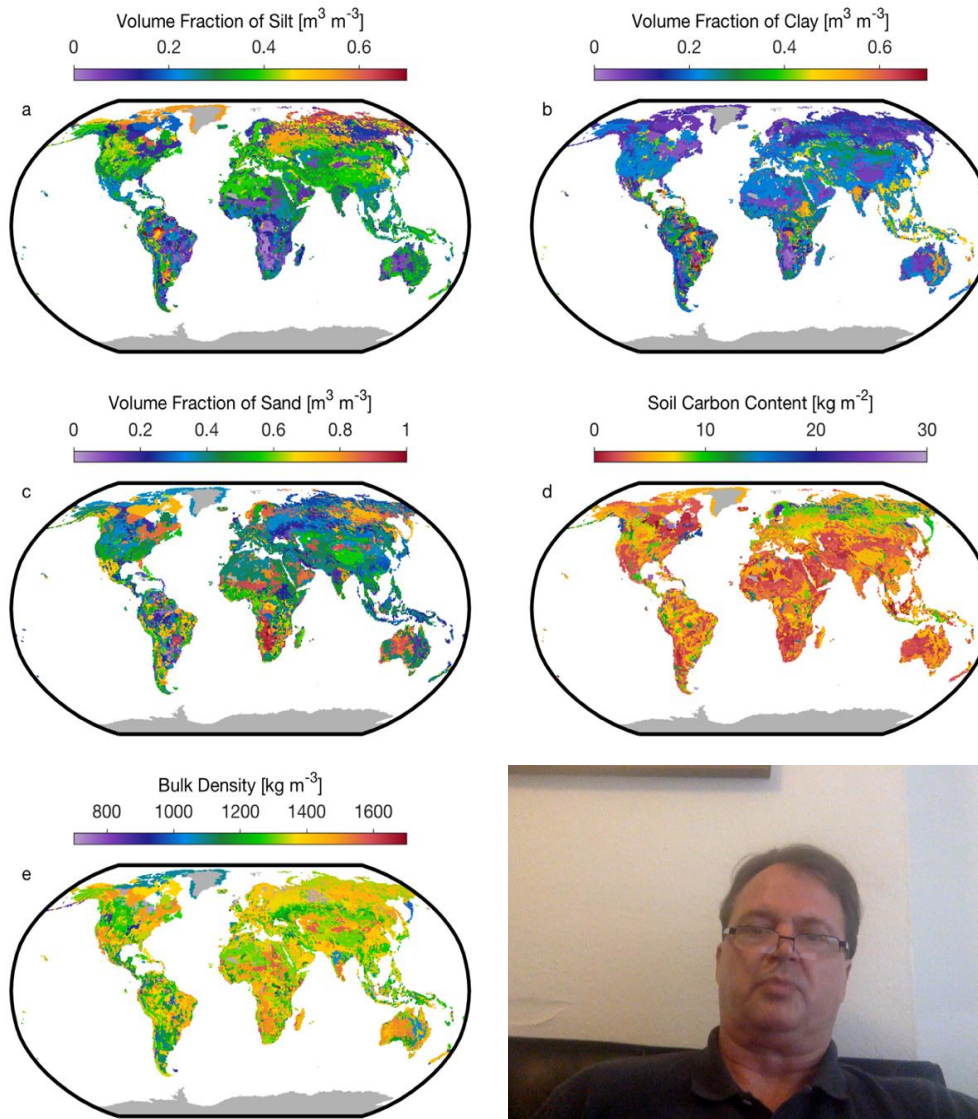 Volume Fraction of Silt [m³ m⁻³]
0 0.2 0.4 0.6
a
Volume Fraction of Clay [m³ m⁻³]
0 0.2 0.4 0.6
b
Volume Fraction of Sand [m³ m⁻³]
0 0.2 0.4 0.6 0.8 1
c
Soil Carbon Content [kg m⁻²]
0 10 20 30
d
Bulk Density [kg m⁻³]
800 1000 1200 1400 1600
e